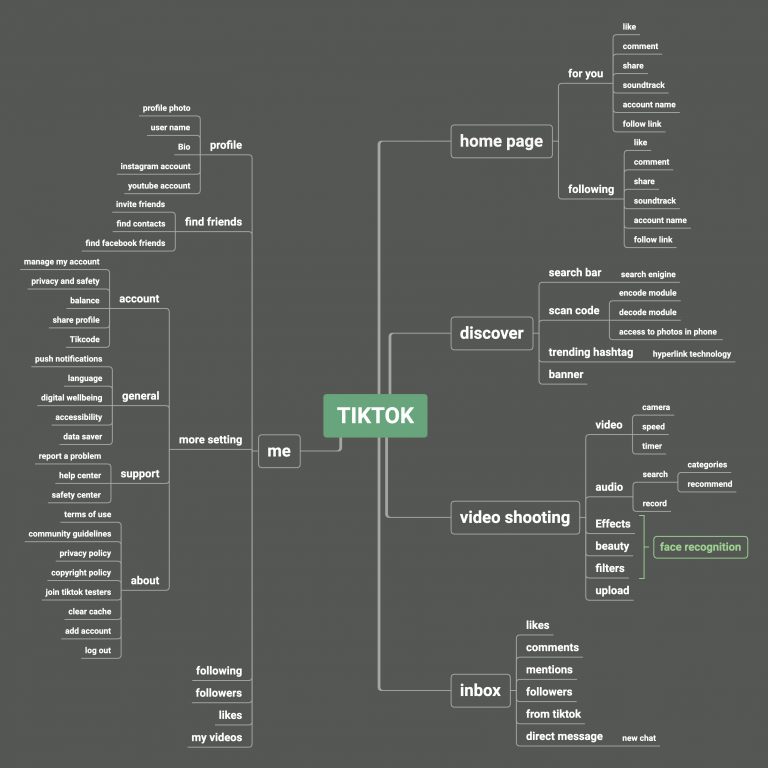 TIKTOK
home page
for you
like
comment
share
soundtrack
account name
follow link
following
like
comment
share
soundtrack
account name
follow link
discover
search bar
search enigine
scan code
encode module
decode module
access to photos in phone
trending hashtag
hyperlink technology
banner
video shooting
video
camera
speed
timer
audio
search
categories
recommend
record
Effects
beauty
filters
face recognition
upload
inbox
likes
comments
mentions
followers
from tiktok
direct message
new chat
me
profile
profile photo
user name
Bio
instagram account
youtube account
find friends
invite friends
find contacts
find facebook friends
more setting
account
manage my account
privacy and safety
balance
share profile
Tikcode
general
push notifications
language
digital wellbeing
accessibility
data saver
support
report a problem
help center
safety center
about
terms of use
community guidelines
privacy policy
copyright policy
join tiktok testers
clear cache
add account
log out
following
followers
likes
my videos